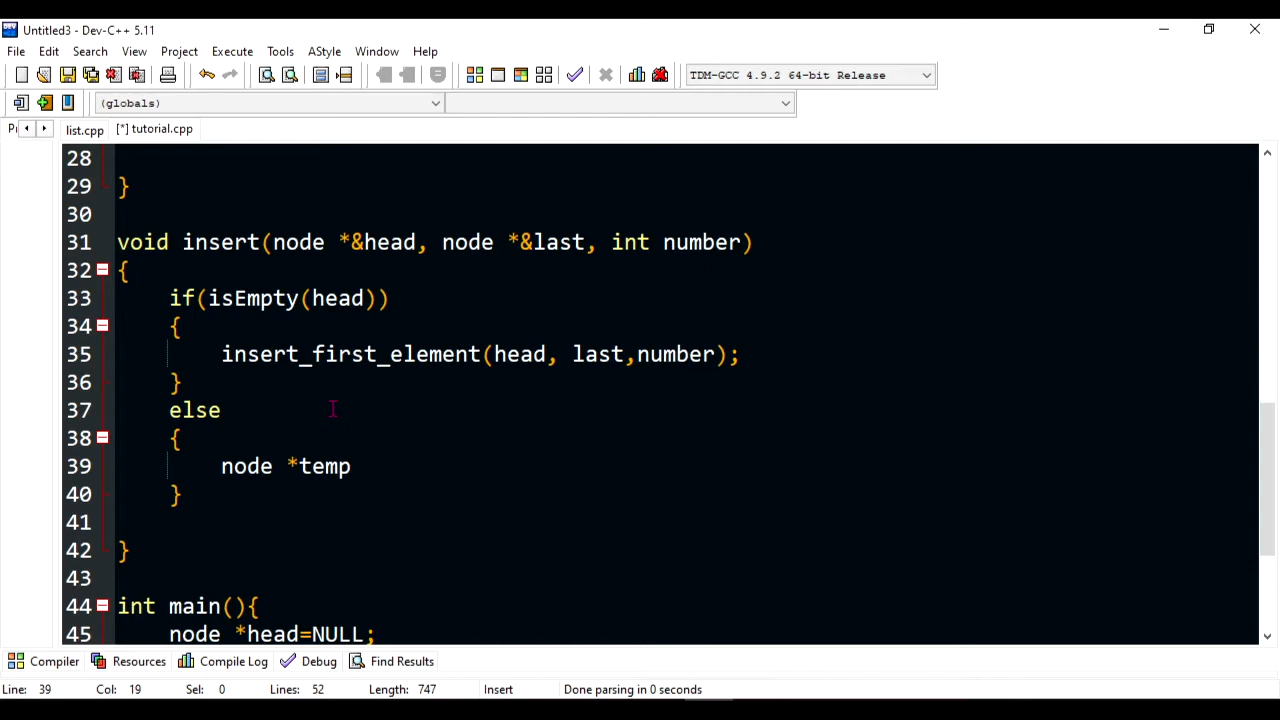 Untitled3 - Dev-C++ 5.11
File Edit Search View Project Execute Tools AStyle Window Help
TDM-GCC 4.9.2 64-bit Release
(globals)
list.cpp [*] tutorial.cpp
28
29 }
30
31 void insert(node *&head, node *&last, int number)
32 {
33 if(isEmpty(head))
34 {
35 insert_first_element(head, last,number);
36 }
37 else
38 {
39 node *temp
40 }
41
42 }
43
44 int main(){
45 node *head=NULL;
Compiler Resources Compile Log Debug Find Results
Line: 39 Col: 19 Sel: 0 Lines: 52 Length: 747 Insert Done parsing in 0 seconds